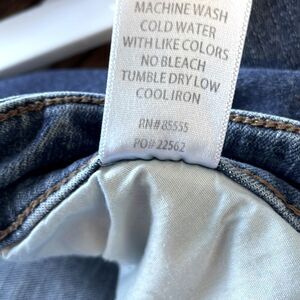 MACHINE WASH
COLD WATER
WITH LIKE COLORS
NO BLEACH
TUMBLE DRY LOW
COOL IRON
RN# 85555
PO# 22562